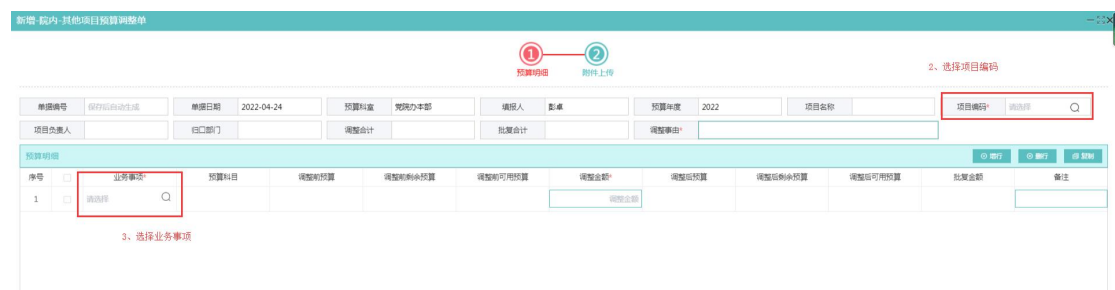 新增-院内-其他项目预算调整单
1 2
预算明细 附件上传
2、选择项目编码
单据编号 保存后自动生成 单据日期 2022-04-24 预算科室 党院办本部 填报人 彭卓 预算年度 2022 项目名称 项目编码* 请选择
项目负责人 归口部门 调整合计 批复合计 调整事由*
预算明细 增行 删行 复制
序号 业务事项* 预算科目 调整前预算 调整前剩余预算 调整前可用预算 调整金额* 调整后预算 调整后剩余预算 调整后可用预算 批复金额 备注
1 请选择 调整金额
3、选择业务事项